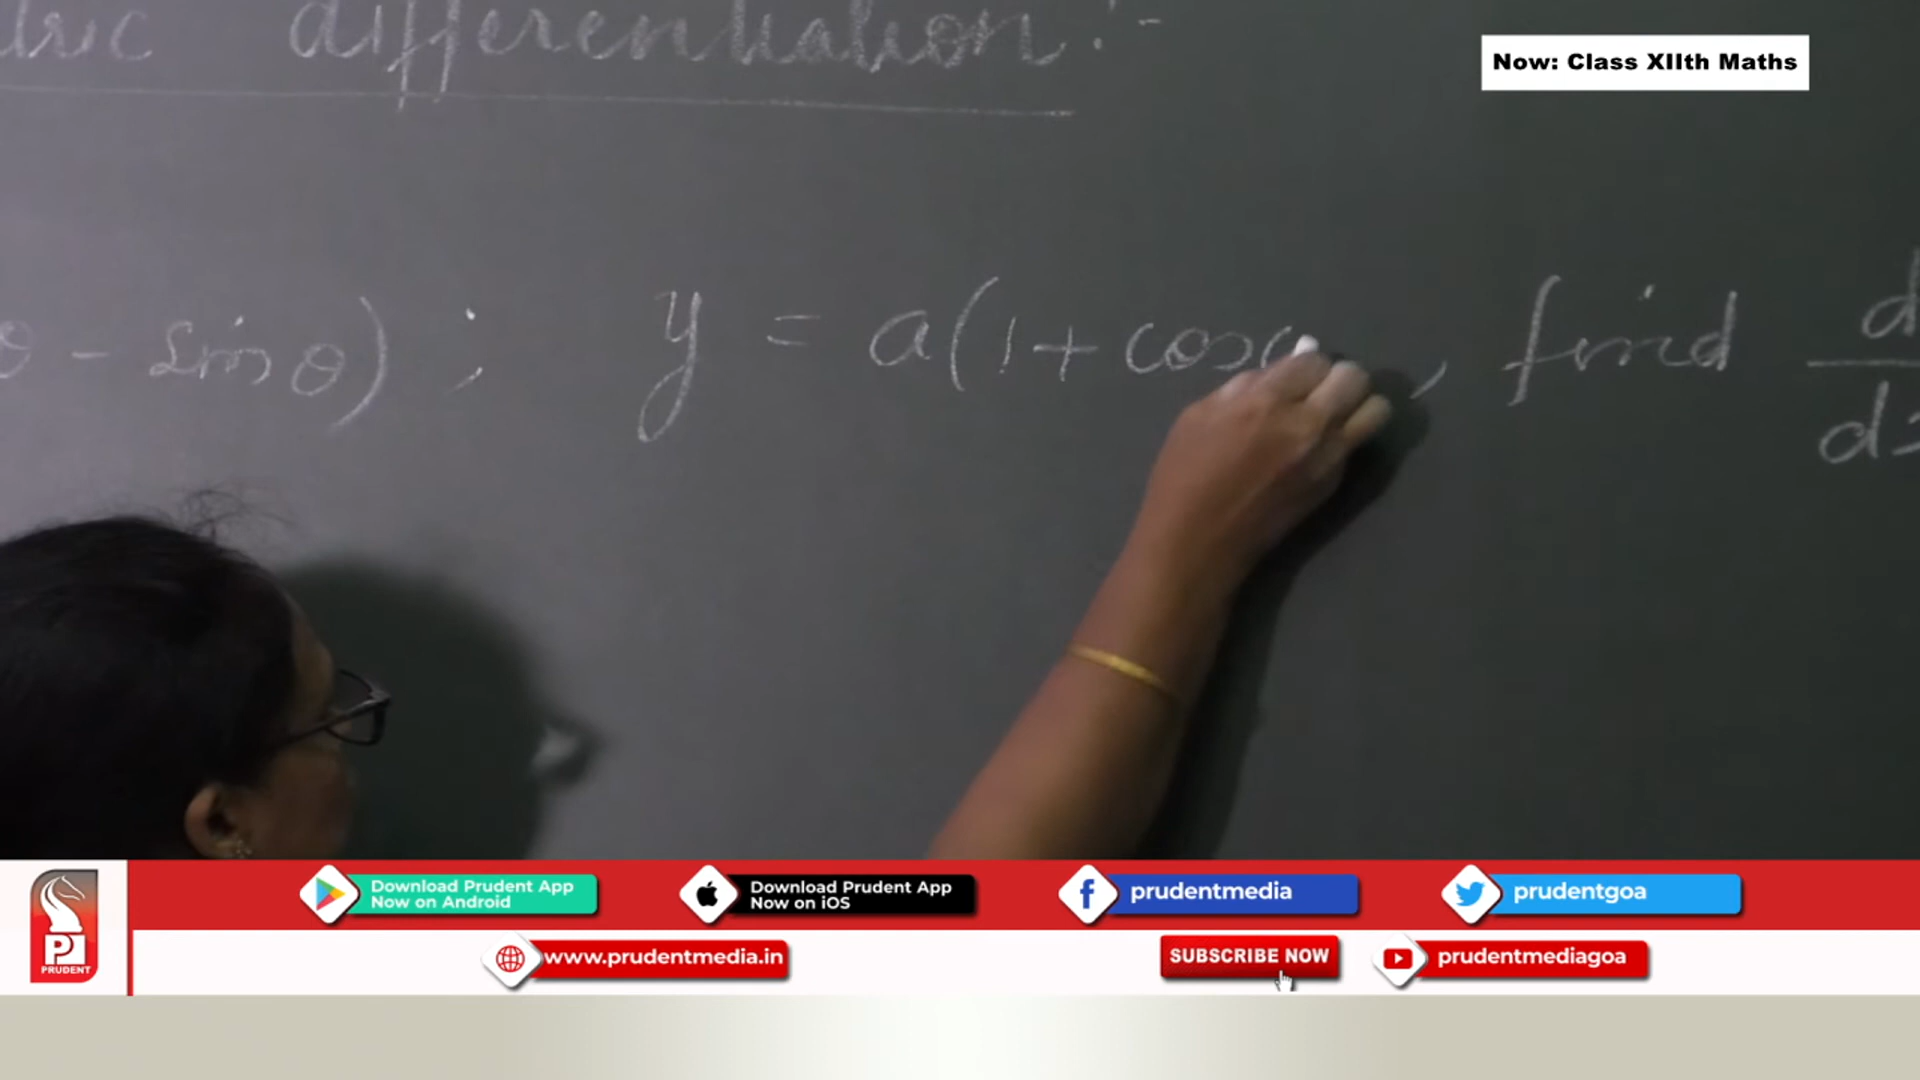 tric differentiation :-
Now: Class XIIth Maths
θ - Sin θ) ; y = a(1 + cos , find d
d
Download Prudent App
Now on Android
Download Prudent App
Now on iOS
prudentmedia
prudentgoa
PRUDENT
www.prudentmedia.in
SUBSCRIBE NOW
prudentmediagoa